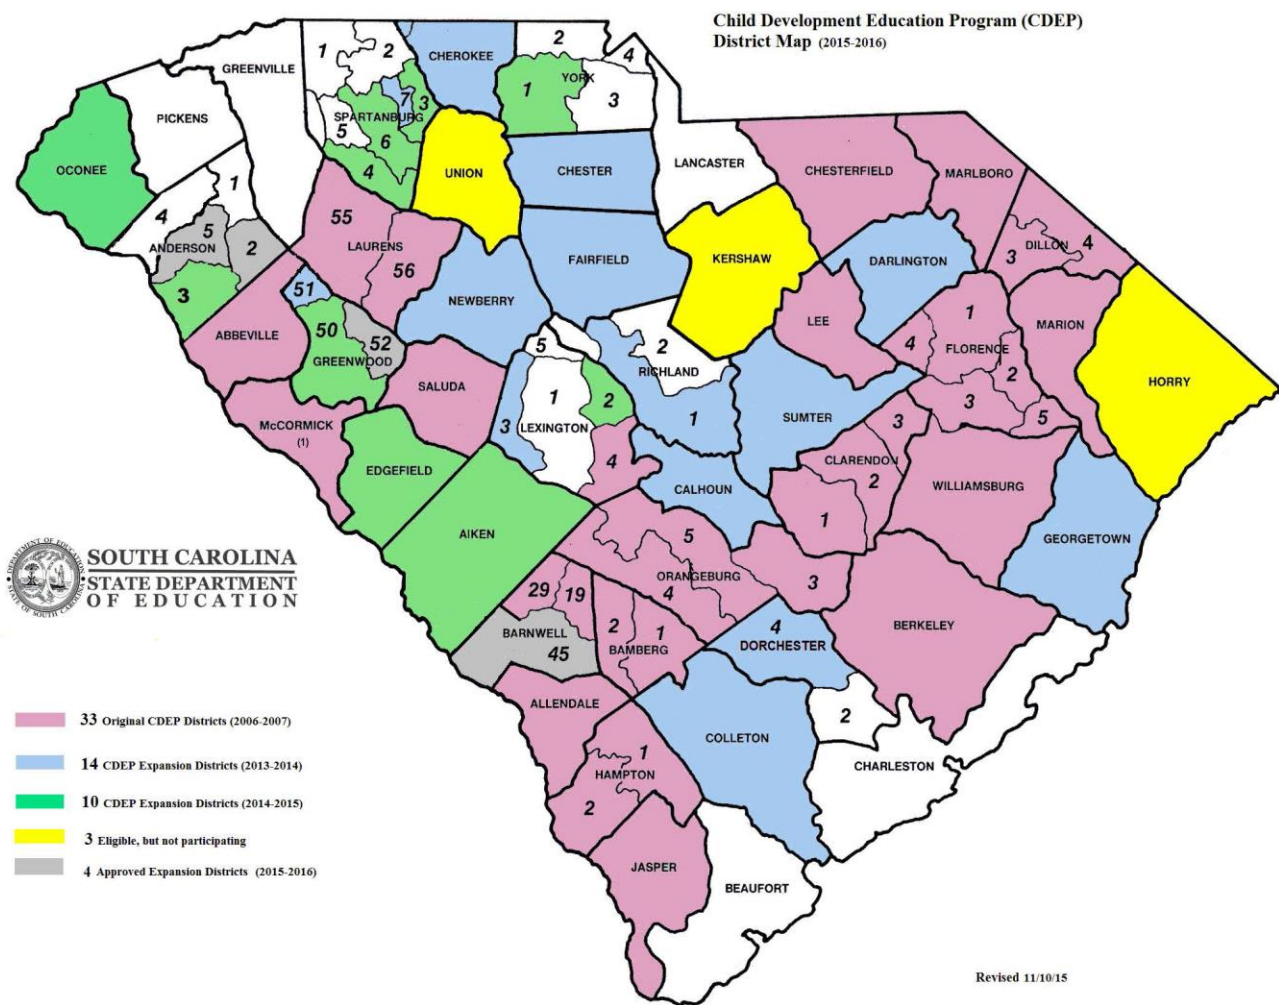 Child Development Education Program (CDEP)
District Map (2015-2016)
CHEROKEE
1
2
2
4
GREENVILLE
YORK
1
3
7
3
SPARTANBURG
5
6
4
PICKENS
OCONEE
UNION
CHESTER
LANCASTER
CHESTERFIELD
MARLBORO
1
4
5
ANDERSON
2
3
55
LAURENS
56
FAIRFIELD
KERSHAW
DARLINGTON
DILLON
4
3
51
NEWBERRY
50
52
GREENWOOD
ABBEVILLE
LEE
1
MARION
4
FLORENCE
2
3
5
HORRY
5
2
RICHLAND
1
SALUDA
1
2
3
LEXINGTON
4
SUMTER
3
CLARENDON
2
1
WILLIAMSBURG
McCORMICK
(1)
EDGEFIELD
CALHOUN
AIKEN
5
ORANGEBURG
4
3
GEORGETOWN
SOUTH CAROLINA
STATE DEPARTMENT
OF EDUCATION
DEPARTMENT OF EDUCATION
STATE OF SOUTH CAROLINA
29
19
BARNWELL
45
2
1
BAMBERG
4
DORCHESTER
BERKELEY
2
ALLENDALE
COLLETON
CHARLESTON
1
HAMPTON
2
JASPER
BEAUFORT
33 Original CDEP Districts (2006-2007)
14 CDEP Expansion Districts (2013-2014)
10 CDEP Expansion Districts (2014-2015)
3 Eligible, but not participating
4 Approved Expansion Districts (2015-2016)
Revised 11/10/15